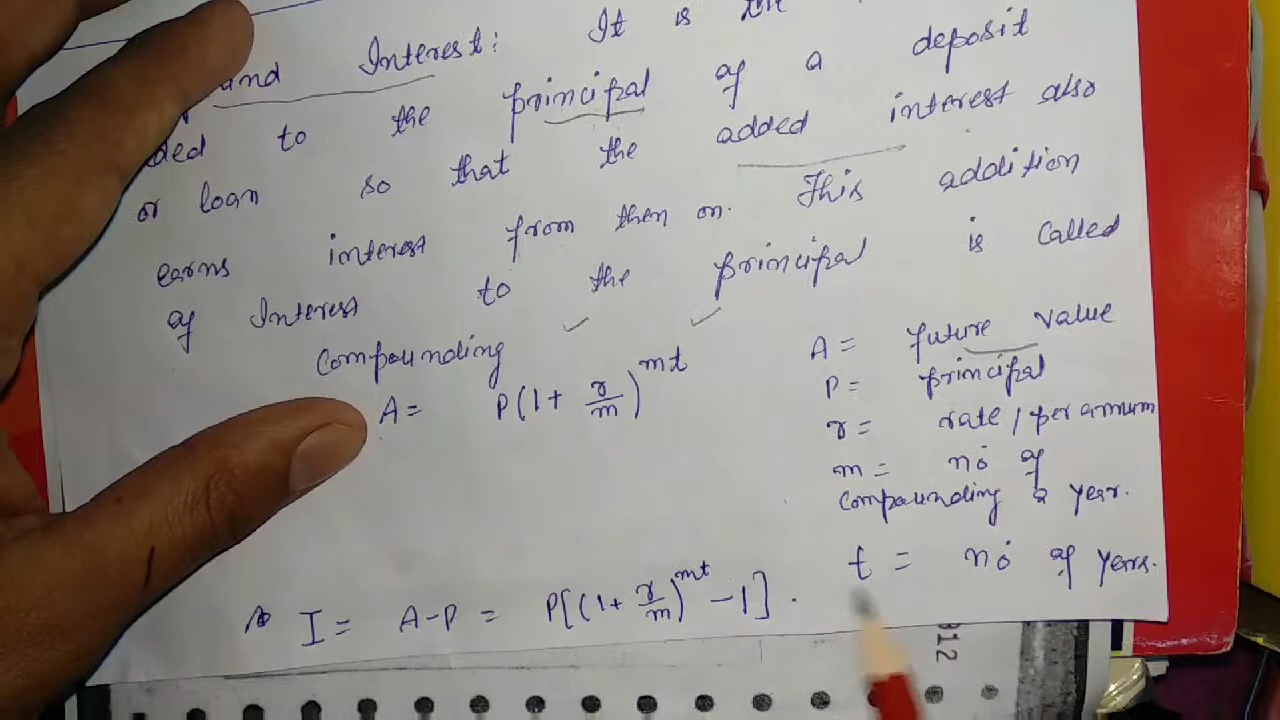 Interest: It is
to the principal of a deposit
or loan so that the added interest also
earns interest from then on. This addition
of Interest to the principal is called
Compounding
A = P(1 + r/m)^mt
A = future value
P = principal
r = rate / per annum
m = no of
Compounding a year.
t = no of years.
I = A-P = P[(1 + r/m)^mt - 1].
912